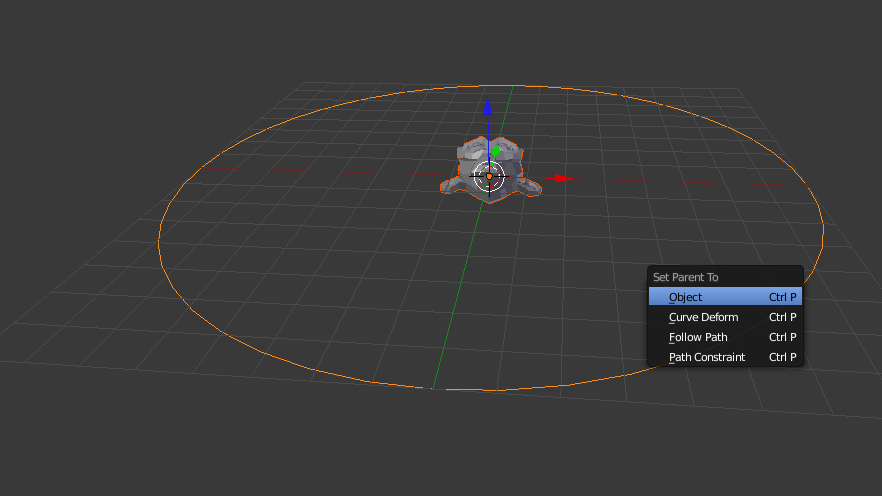 Set Parent To
Object Ctrl P
Curve Deform Ctrl P
Follow Path Ctrl P
Path Constraint Ctrl P